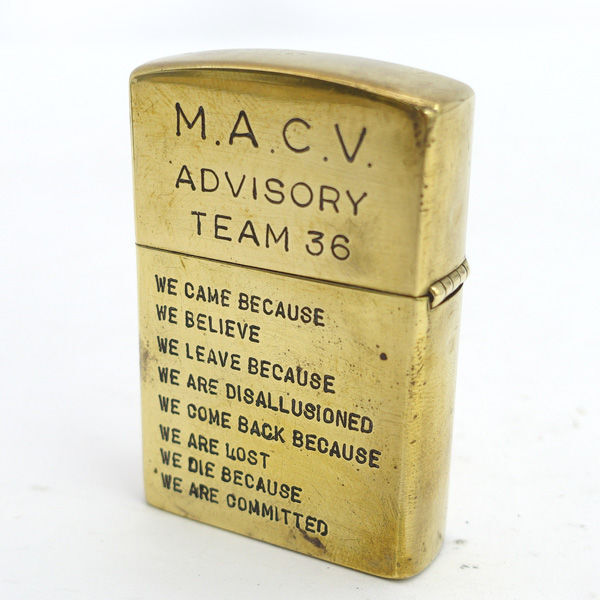 M.A.C.V.
ADVISORY
TEAM 36
WE CAME BECAUSE
WE BELIEVE
WE LEAVE BECAUSE
WE ARE DISALLUSIONED
WE COME BACK BECAUSE
WE ARE LOST
WE DIE BECAUSE
WE ARE COMMITTED